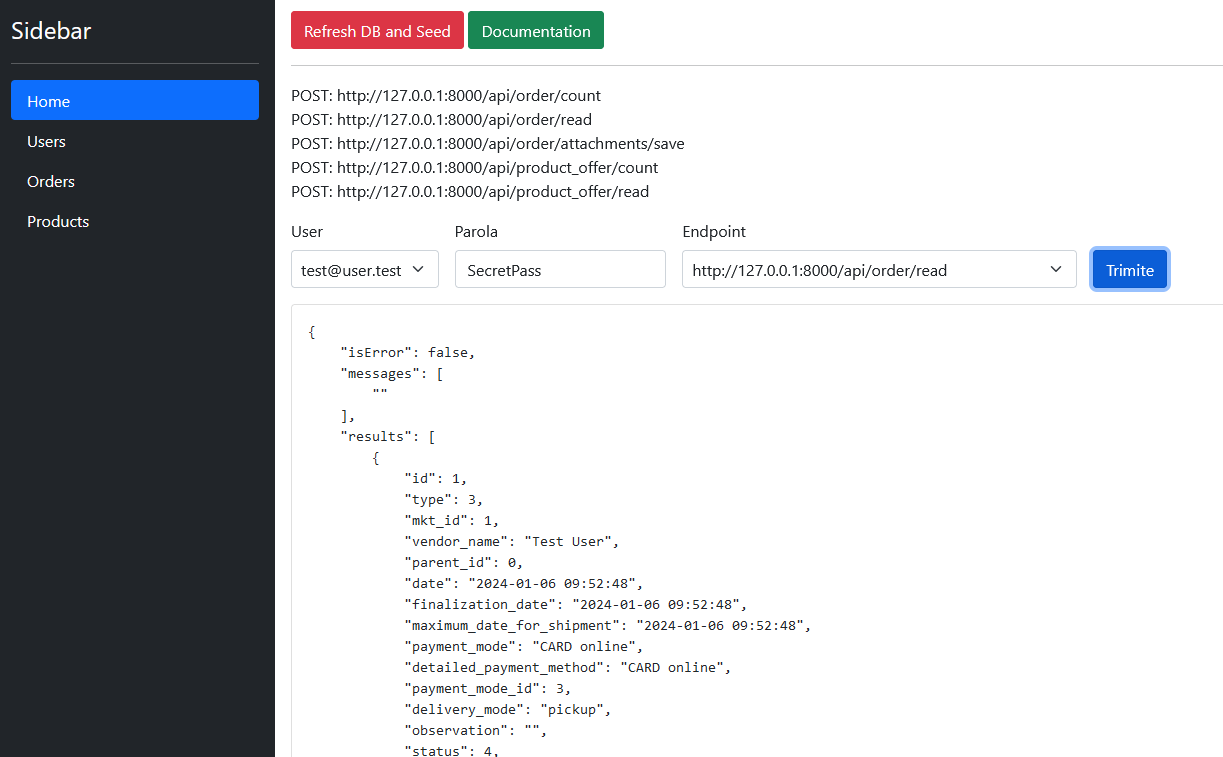 Sidebar
Home
Users
Orders
Products
Refresh DB and Seed
Documentation
POST: http://127.0.0.1:8000/api/order/count
POST: http://127.0.0.1:8000/api/order/read
POST: http://127.0.0.1:8000/api/order/attachments/save
POST: http://127.0.0.1:8000/api/product_offer/count
POST: http://127.0.0.1:8000/api/product_offer/read
User
Parola
Endpoint
test@user.test
SecretPass
http://127.0.0.1:8000/api/order/read
Trimite
{
    "isError": false,
    "messages": [
        ""
    ],
    "results": [
        {
            "id": 1,
            "type": 3,
            "mkt_id": 1,
            "vendor_name": "Test User",
            "parent_id": 0,
            "date": "2024-01-06 09:52:48",
            "finalization_date": "2024-01-06 09:52:48",
            "maximum_date_for_shipment": "2024-01-06 09:52:48",
            "payment_mode": "CARD online",
            "detailed_payment_method": "CARD online",
            "payment_mode_id": 3,
            "delivery_mode": "pickup",
            "observation": "",
            "status": 4,